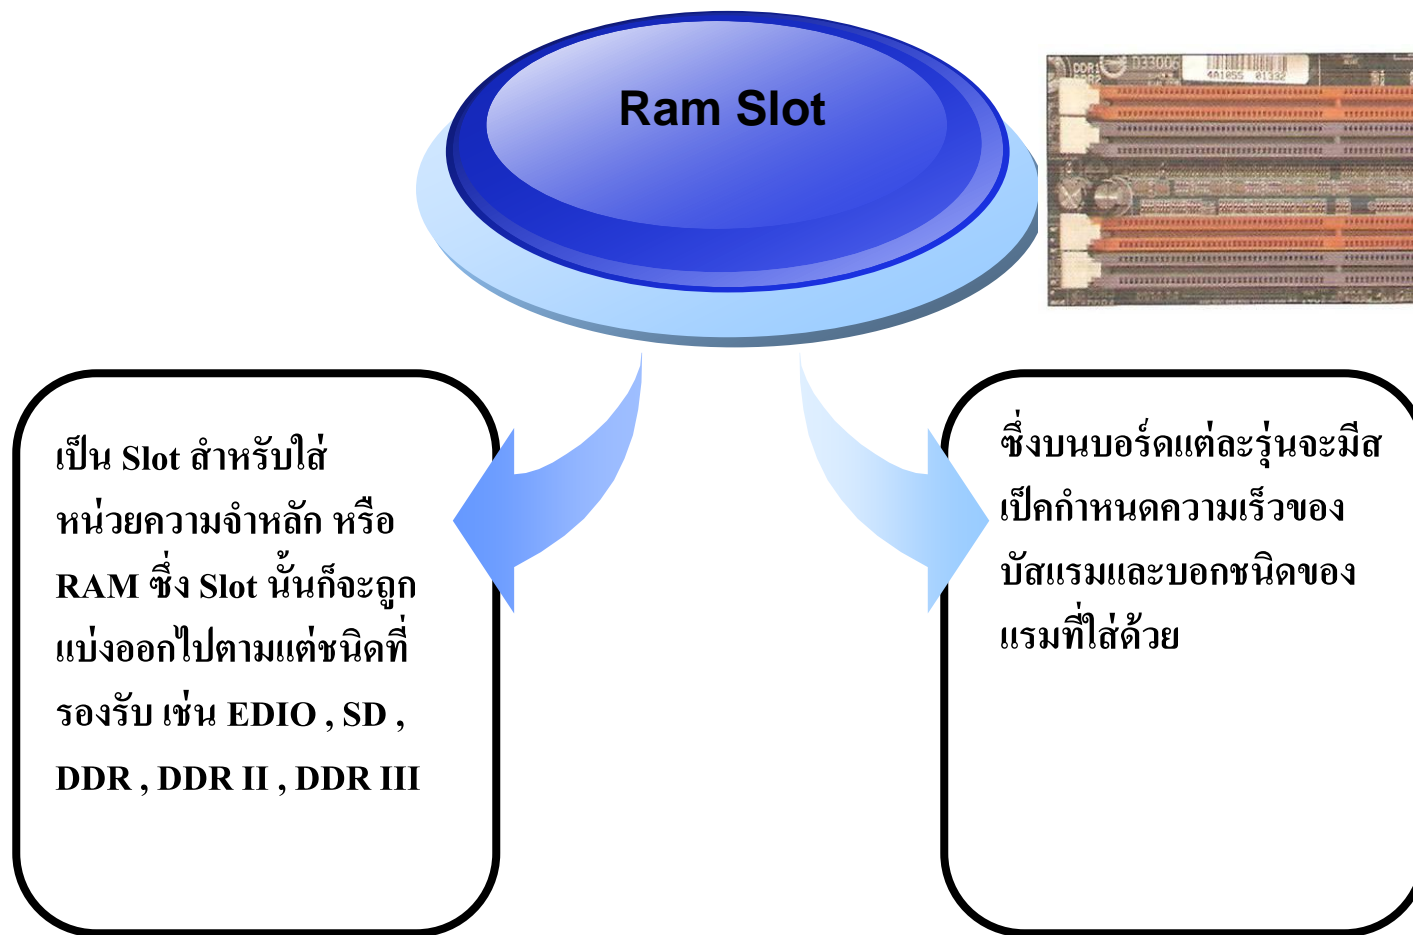 Ram Slot
DDR1 D33006
4A1055 01332
เป็น Slot สำหรับใส่
หน่วยความจำหลัก หรือ
RAM ซึ่ง Slot นั้นก็จะถูก
แบ่งออกไปตามแต่ชนิดที่
รองรับ เช่น EDIO , SD ,
DDR , DDR II , DDR III
ซึ่งบนบอร์ดแต่ละรุ่นจะมีส
เป็คกำหนดความเร็วของ
บัสแรมและบอกชนิดของ
แรมที่ใส่ด้วย